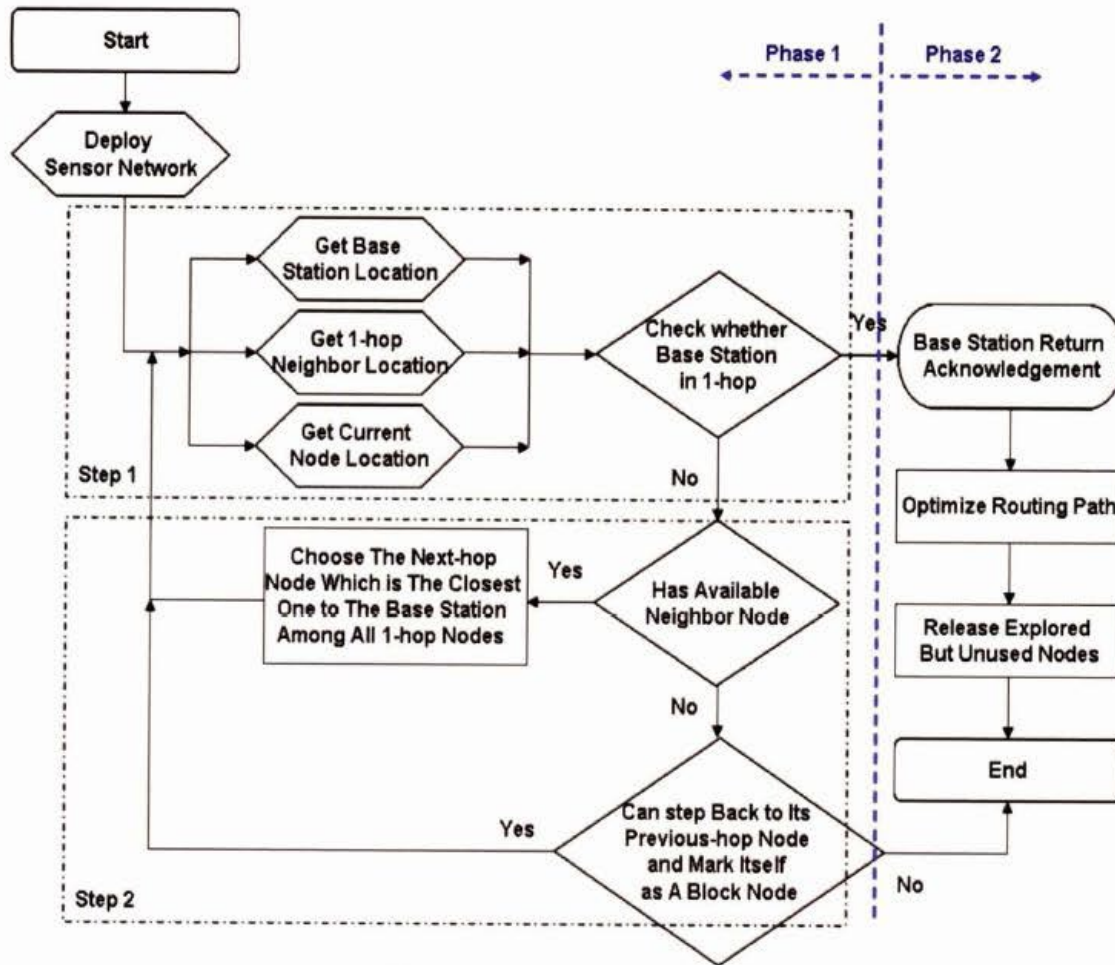 Start
Phase 1
Phase 2
Deploy
Sensor Network
Get Base
Station Location
Get 1-hop
Neighbor Location
Get Current
Node Location
Step 1
Check whether
Base Station
in 1-hop
Yes
Base Station Return
Acknowledgement
No
Optimize Routing Path
Choose The Next-hop
Node Which is The Closest
One to The Base Station
Among All 1-hop Nodes
Yes
Has Available
Neighbor Node
Release Explored
But Unused Nodes
No
End
Can step Back to Its
Previous-hop Node
and Mark Itself
as A Block Node
Yes
No
Step 2